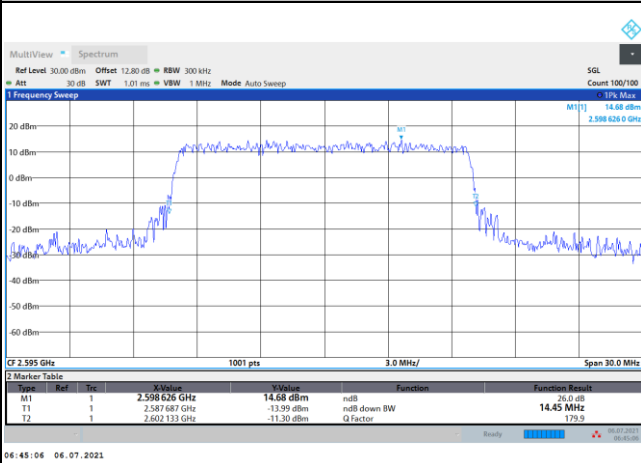 MultiView Spectrum
Ref Level 30.00 dBm Offset 12.80 dB RBW 300 kHz SGL
Att 30 dB SWT 1.01 ms VBW 1 MHz Mode Auto Sweep Count 100/100
1 Frequency Sweep 1Pk Max
M1[1] 14.68 dBm
2.598 626 0 GHz
M1
20 dBm
10 dBm
0 dBm
-10 dBm
-20 dBm
-30 dBm
-40 dBm
-50 dBm
-60 dBm
CF 2.595 GHz 1001 pts 3.0 MHz/ Span 30.0 MHz
2 Marker Table
Type Ref Trc X-Value Y-Value Function Function Result
M1 1 2.598 626 GHz 14.68 dBm ndB 26.0 dB
T1 1 2.587 687 GHz -13.99 dBm ndB down BW 14.45 MHz
T2 1 2.602 133 GHz -11.30 dBm Q Factor 179.9
Ready 06.07.2021
06:45:06
06:45:06 06.07.2021